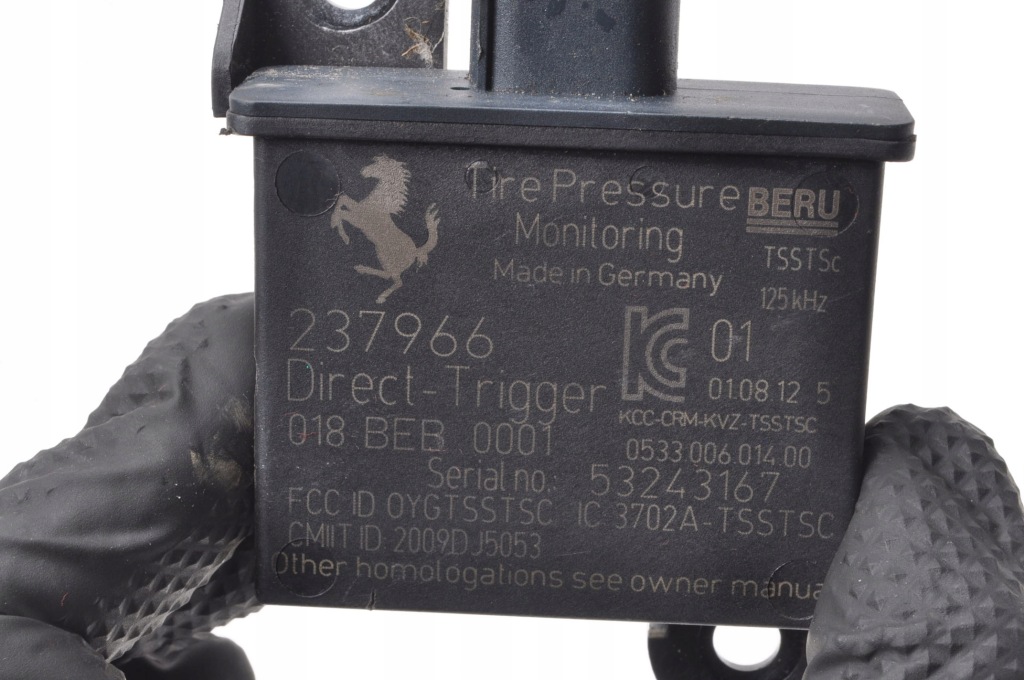 Tire Pressure
Monitoring
Made in Germany
BERU
TSSTSc
125 kHz
237966
Direct-Trigger
018 BEB 0001
KC 01
01.08.12 5
KCC-CRM-KVZ-TSSTSC
0533 006 014 00
Serial no.: 53243167
FCC ID OYGTSSTSC IC 3702A-TSSTSC
CMIIT ID 2009DJ5053
Other homologations see owner manua